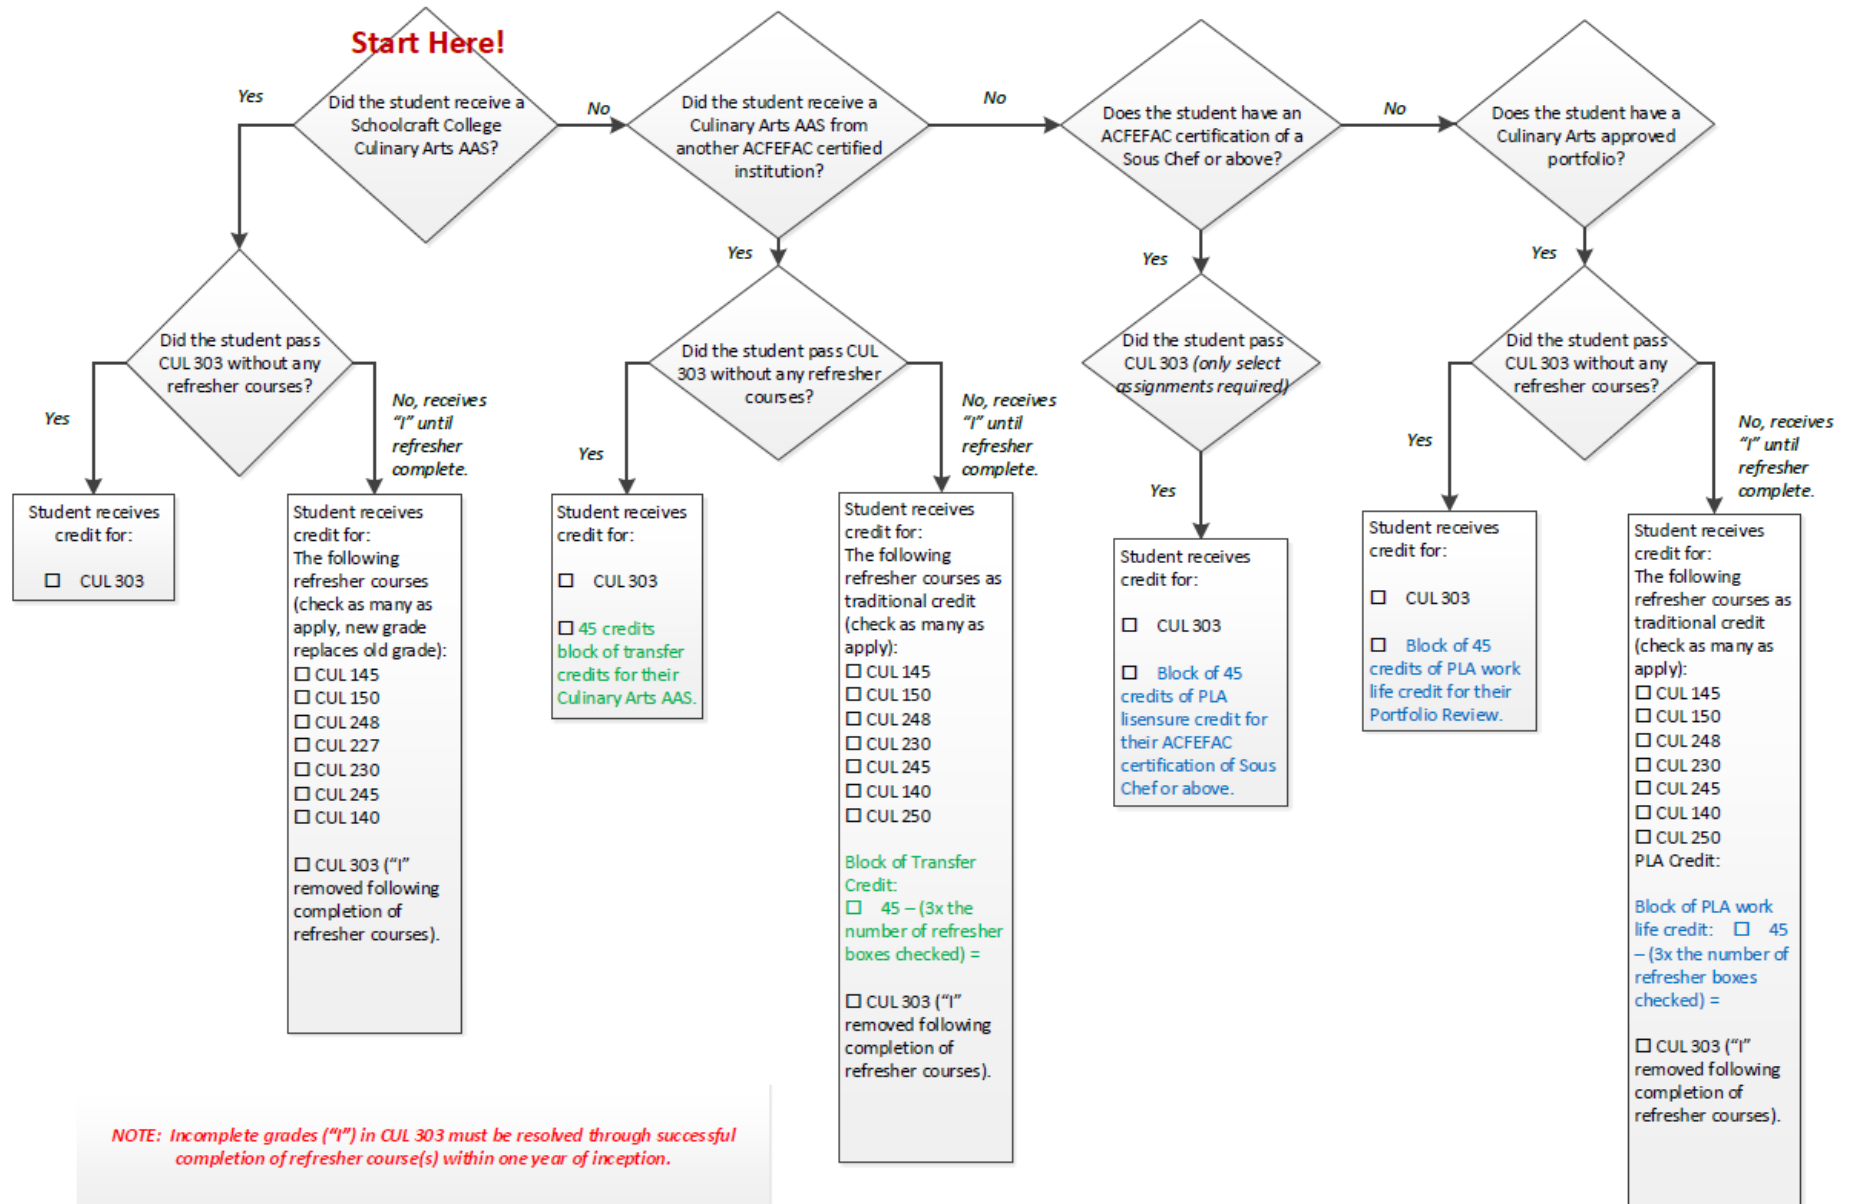 Start Here!
Yes
Did the student receive a
Schoolcraft College
Culinary Arts AAS?
No
Did the student receive a
Culinary Arts AAS from
another ACFEFAC certified
institution?
No
Does the student have an
ACFEFAC certification of a
Sous Chef or above?
No
Does the student have a
Culinary Arts approved
portfolio?
Yes
Yes
Yes
Did the student pass
CUL 303 without any
refresher courses?
Did the student pass CUL
303 without any refresher
courses?
Did the student pass
CUL 303 (only select
assignments required)
Did the student pass
CUL 303 without any
refresher courses?
Yes
No, receives
"I" until
refresher
complete.
Yes
No, receives
"I" until
refresher
complete.
Yes
Yes
No, receives
"I" until
refresher
complete.
Student receives
credit for:
☐ CUL 303
Student receives
credit for:
The following
refresher courses
(check as many as
apply, new grade
replaces old grade):
☐ CUL 145
☐ CUL 150
☐ CUL 248
☐ CUL 227
☐ CUL 230
☐ CUL 245
☐ CUL 140
☐ CUL 303 ("I"
removed following
completion of
refresher courses).
Student receives
credit for:
☐ CUL 303
☐ 45 credits
block of transfer
credits for their
Culinary Arts AAS.
Student receives
credit for:
The following
refresher courses as
traditional credit
(check as many as
apply):
☐ CUL 145
☐ CUL 150
☐ CUL 248
☐ CUL 230
☐ CUL 245
☐ CUL 140
☐ CUL 250
Block of Transfer
Credit:
☐ 45 – (3x the
number of refresher
boxes checked) =
☐ CUL 303 ("I"
removed following
completion of
refresher courses).
Student receives
credit for:
☐ CUL 303
☐ Block of 45
credits of PLA
lisensure credit for
their ACFEFAC
certification of Sous
Chef or above.
Student receives
credit for:
☐ CUL 303
☐ Block of 45
credits of PLA work
life credit for their
Portfolio Review.
Student receives
credit for:
The following
refresher courses as
traditional credit
(check as many as
apply):
☐ CUL 145
☐ CUL 150
☐ CUL 248
☐ CUL 230
☐ CUL 245
☐ CUL 140
☐ CUL 250
PLA Credit:
Block of PLA work
life credit: ☐ 45
– (3x the number of
refresher boxes
checked) =
☐ CUL 303 ("I"
removed following
completion of
refresher courses).
NOTE: Incomplete grades ("I") in CUL 303 must be resolved through successful
completion of refresher course(s) within one year of inception.